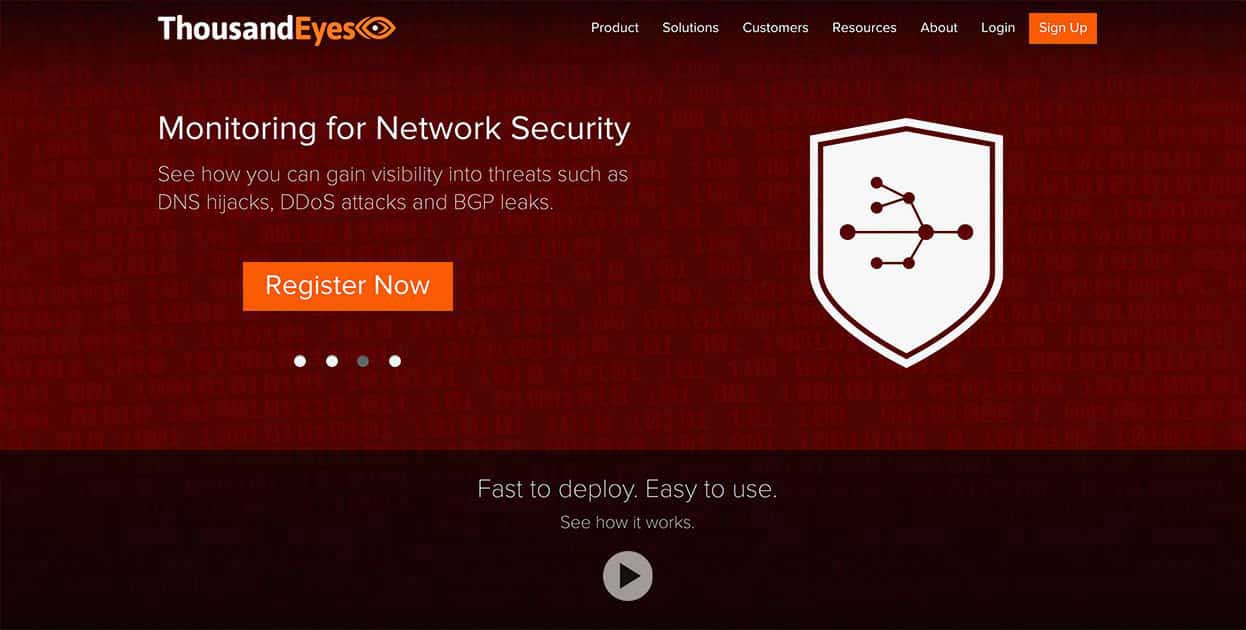 ThousandEyes
Product Solutions Customers Resources About Login Sign Up
Monitoring for Network Security
See how you can gain visibility into threats such as
DNS hijacks, DDoS attacks and BGP leaks.
Register Now
Fast to deploy. Easy to use.
See how it works.